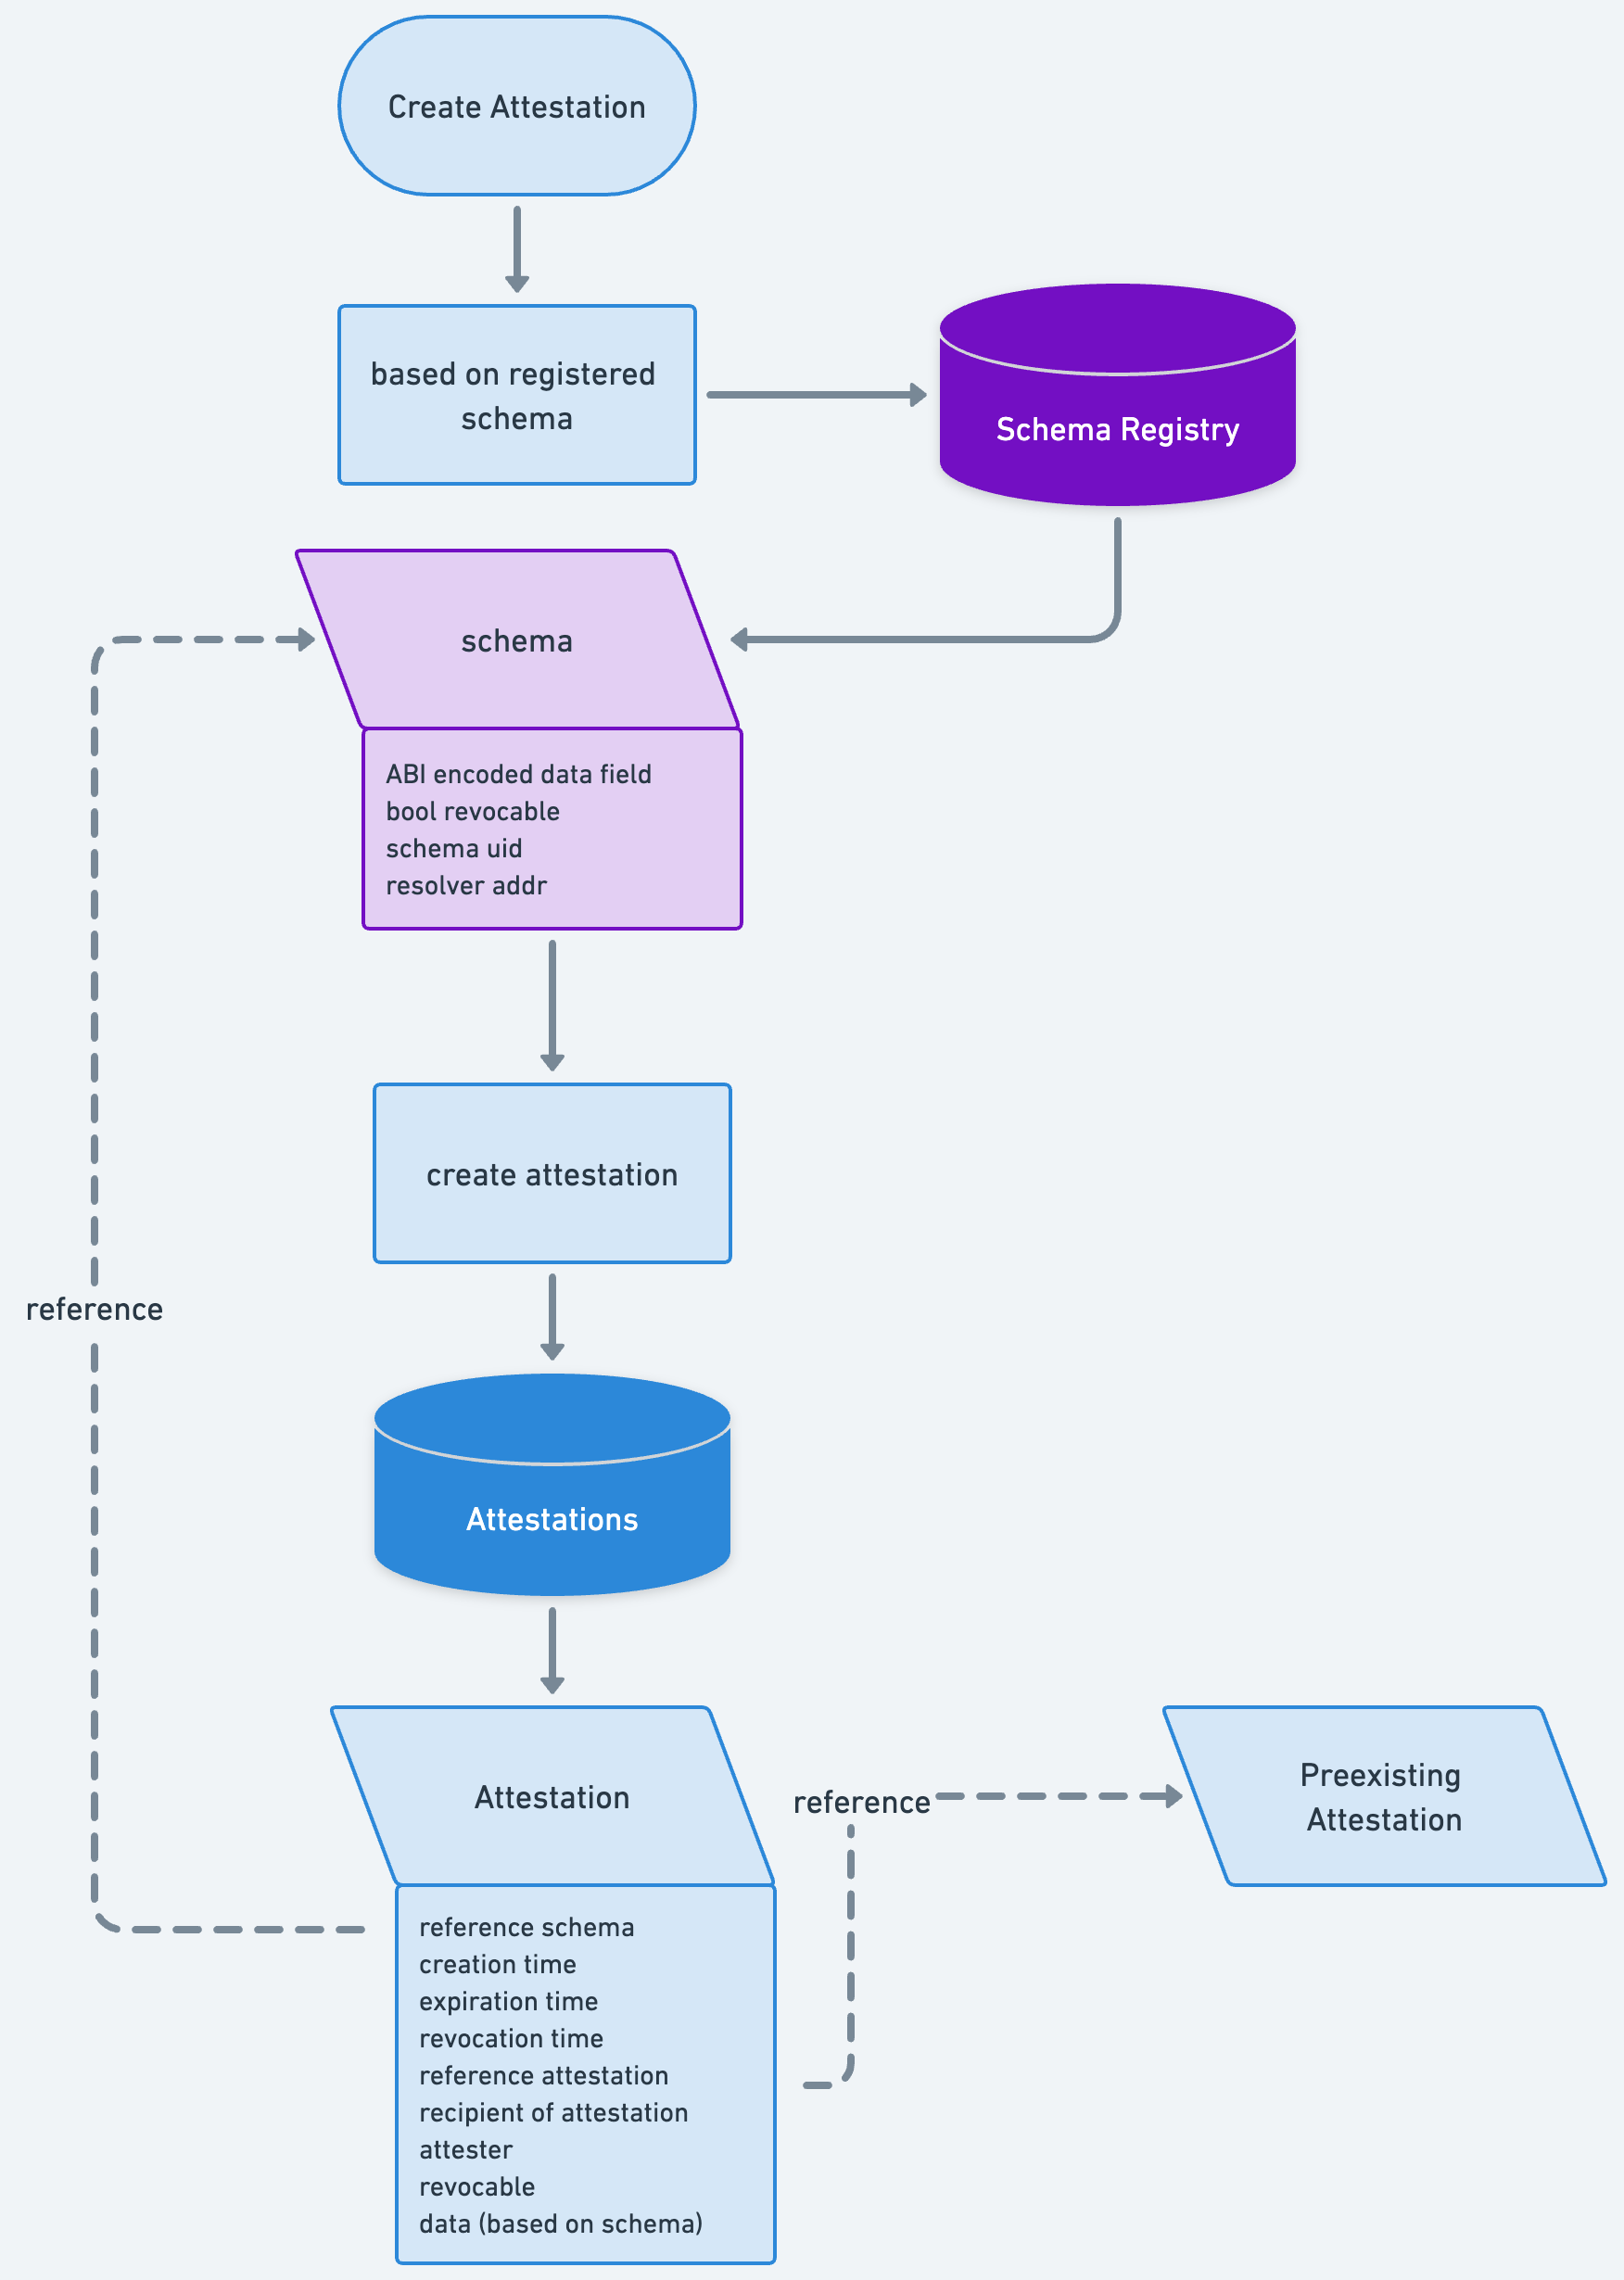 Create Attestation
based on registered
schema
Schema Registry
schema
ABI encoded data field
bool revocable
schema uid
resolver addr
create attestation
reference
Attestations
Attestation
reference
Preexisting
Attestation
reference schema
creation time
expiration time
revocation time
reference attestation
recipient of attestation
attester
revocable
data (based on schema)